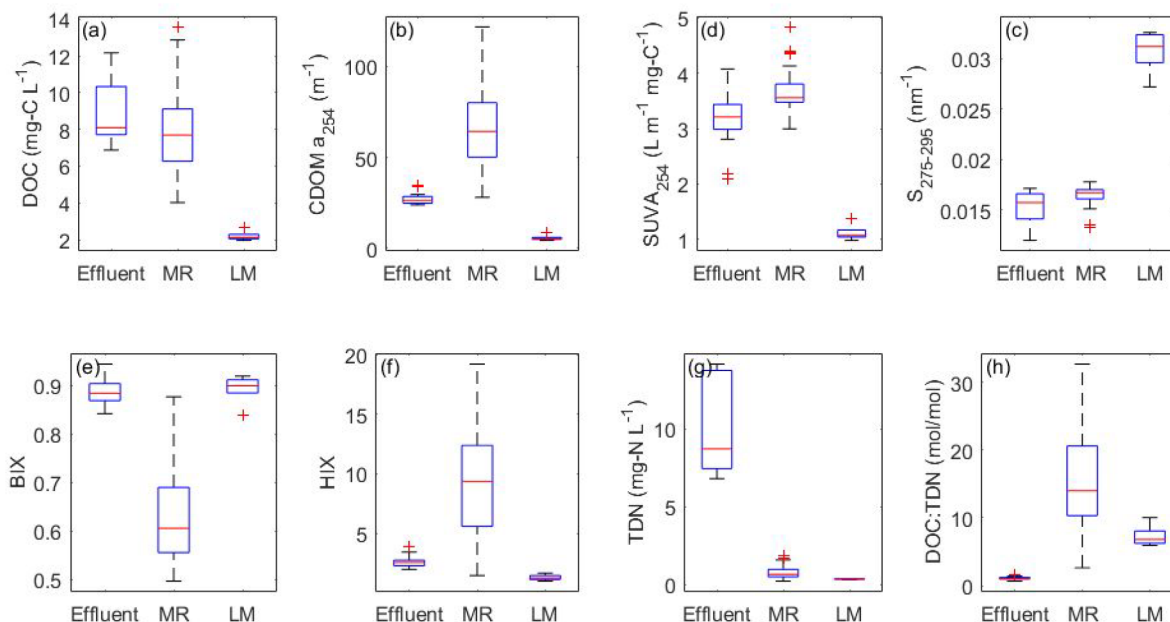 (a)
DOC (mg-C L-1)
14
12
10
8
6
4
2
Effluent MR LM
(b)
CDOM a254 (m-1)
100
50
0
Effluent MR LM
(d)
SUVA254 (L m-1 mg-C-1)
5
4
3
2
1
Effluent MR LM
(c)
S275-295 (nm-1)
0.03
0.025
0.02
0.015
Effluent MR LM
(e)
BIX
0.9
0.8
0.7
0.6
0.5
Effluent MR LM
(f)
HIX
20
15
10
5
Effluent MR LM
(g)
TDN (mg-N L-1)
10
5
0
Effluent MR LM
(h)
DOC:TDN (mol/mol)
30
20
10
0
Effluent MR LM